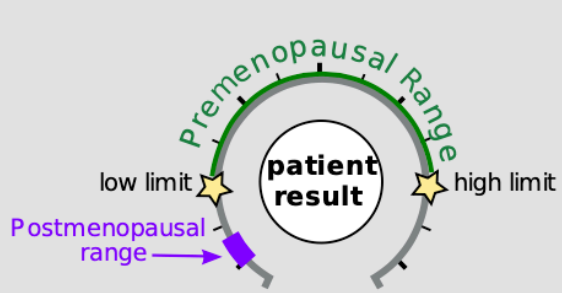 Premenopausal Range
patient
result
low limit
high limit
Postmenopausal
range